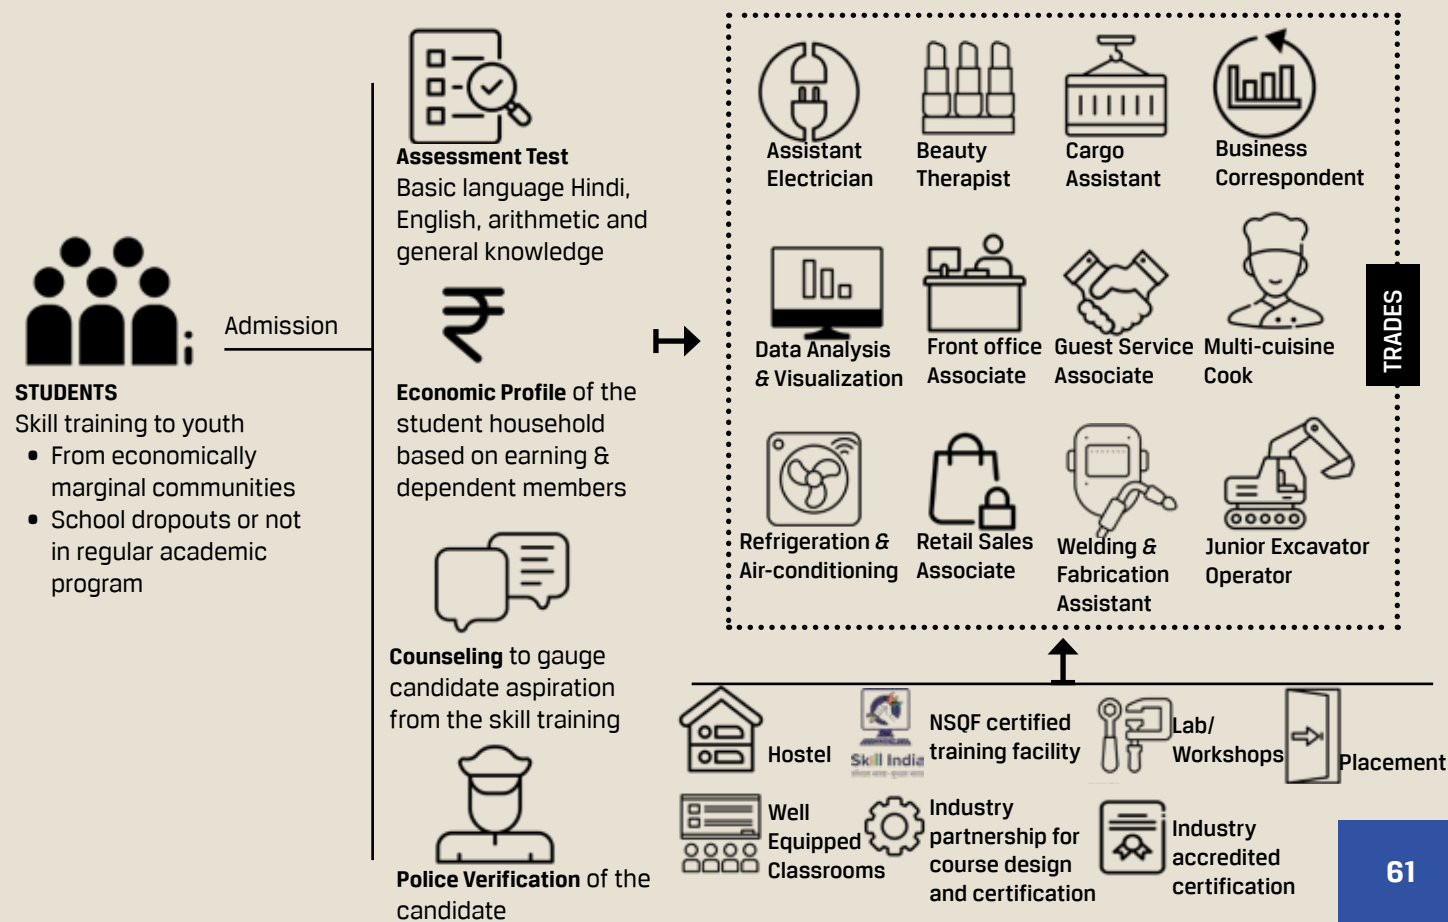 Admission
STUDENTS
Skill training to youth
• From economically
marginal communities
• School dropouts or not
in regular academic
program
Assessment Test
Basic language Hindi,
English, arithmetic and
general knowledge
₹
Economic Profile of the
student household
based on earning &
dependent members
Counseling to gauge
candidate aspiration
from the skill training
Police Verification of the
candidate
Assistant
Electrician
Beauty
Therapist
Cargo
Assistant
Business
Correspondent
Data Analysis
& Visualization
Front office
Associate
Guest Service
Associate
Multi-cuisine
Cook
Refrigeration &
Air-conditioning
Retail Sales
Associate
Welding &
Fabrication
Assistant
Junior Excavator
Operator
TRADES
Hostel
Skill India
NSQF certified
training facility
Lab/
Workshops
Placement
Well
Equipped
Classrooms
Industry
partnership for
course design
and certification
Industry
accredited
certification
61